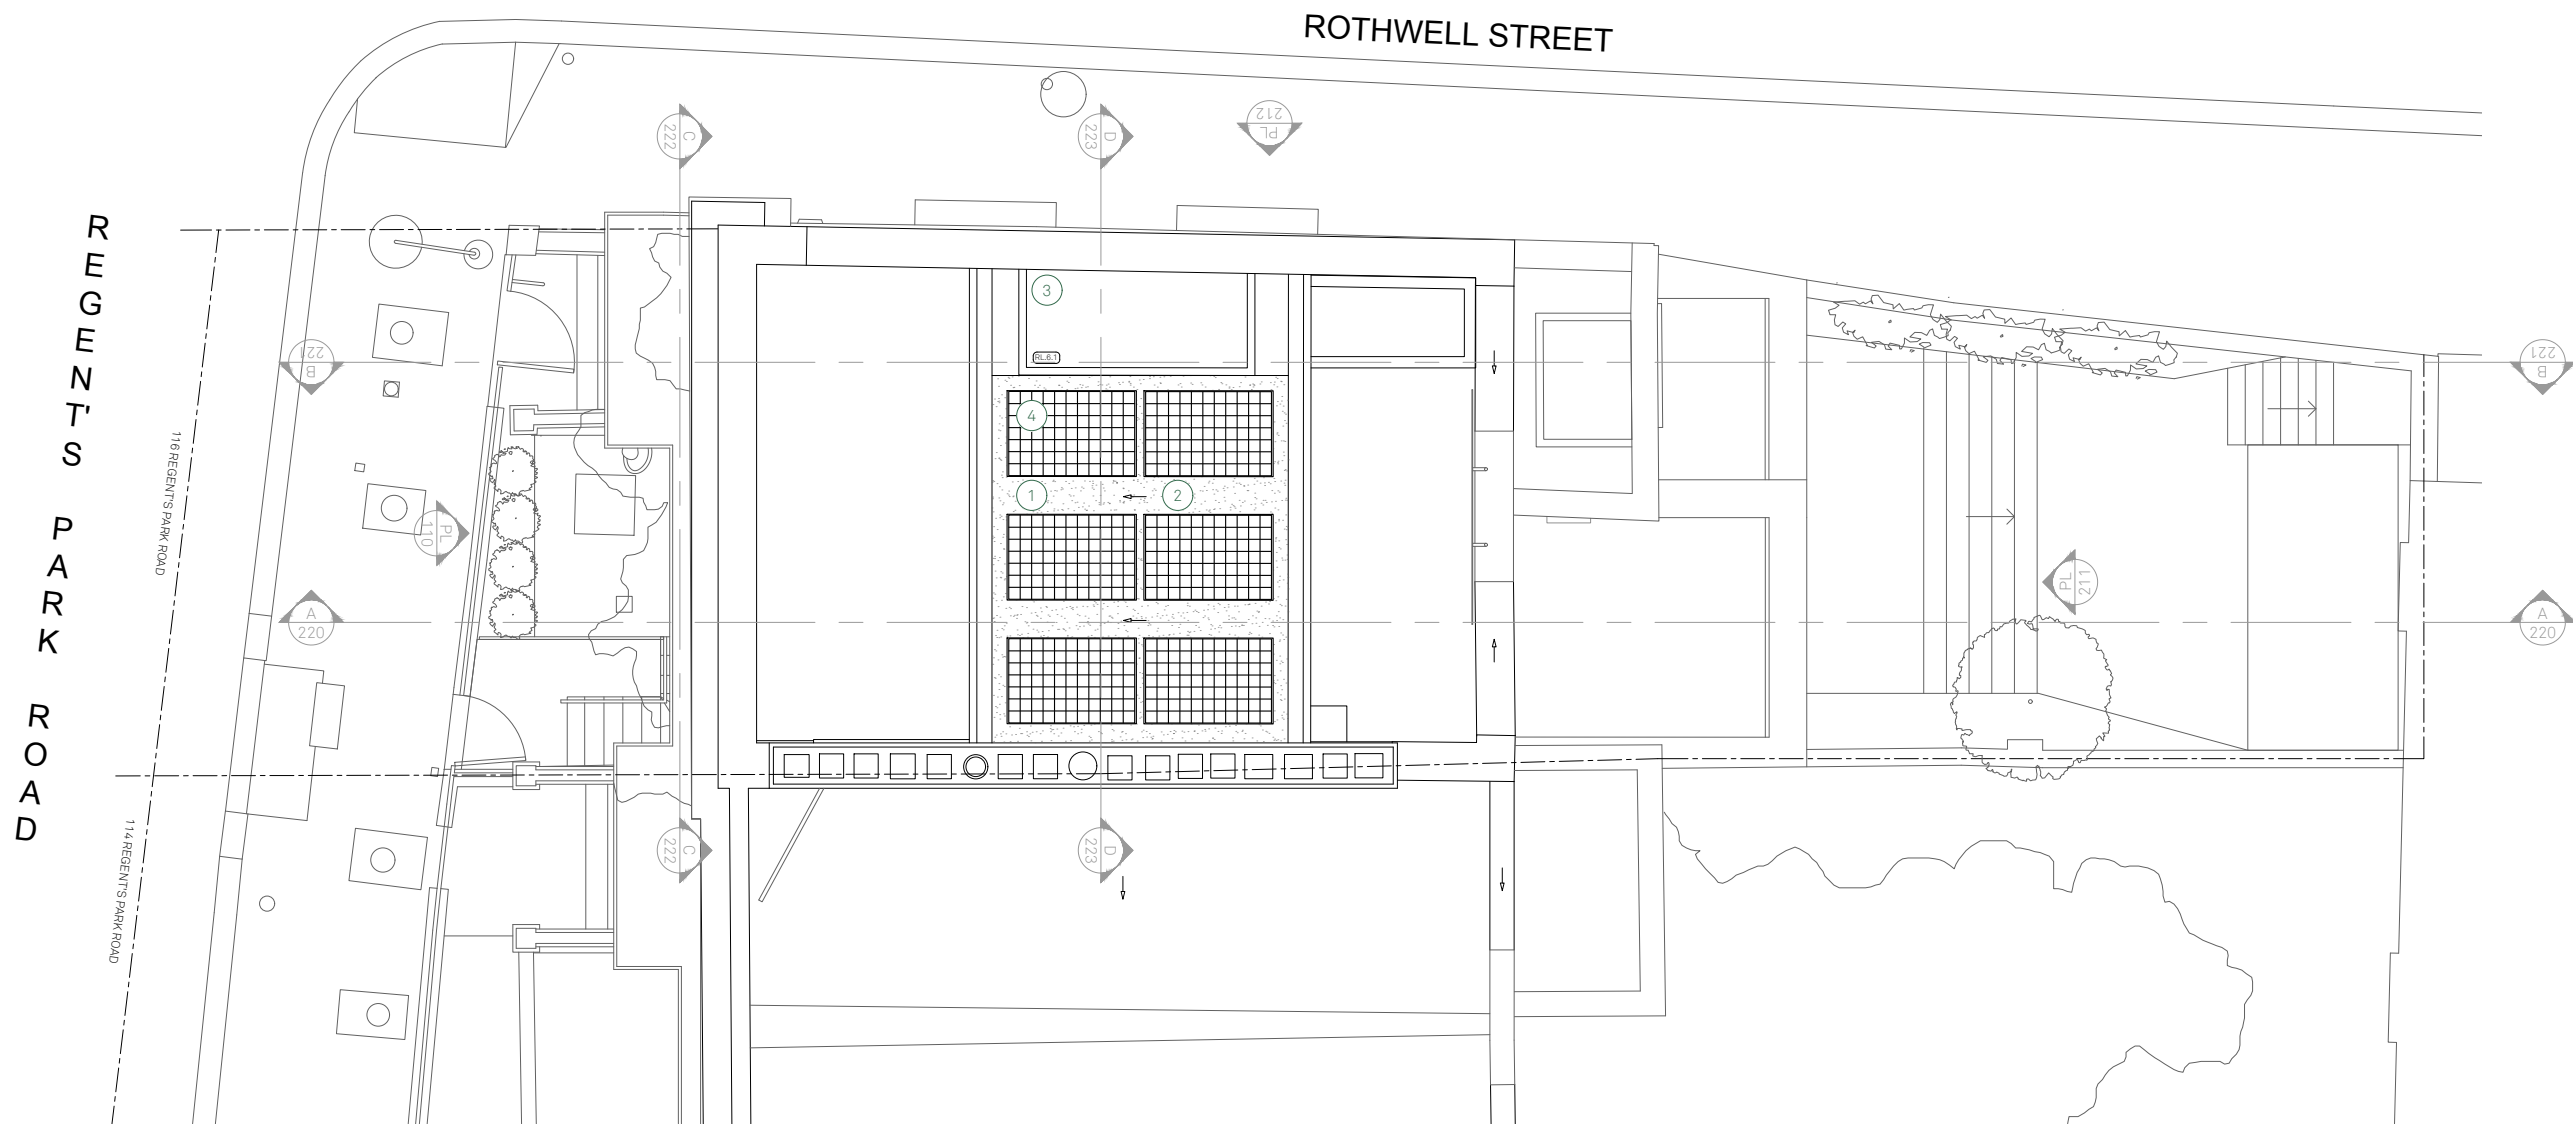 ROTHWELL STREET
REGENT'S PARK ROAD
C
222
D
223
PL
212
3
RL.6.1
B
221
B
221
4
1
2
116 REGENT'S PARK ROAD
PL
110
PL
211
A
220
A
220
114 REGENT'S PARK ROAD
C
222
D
223